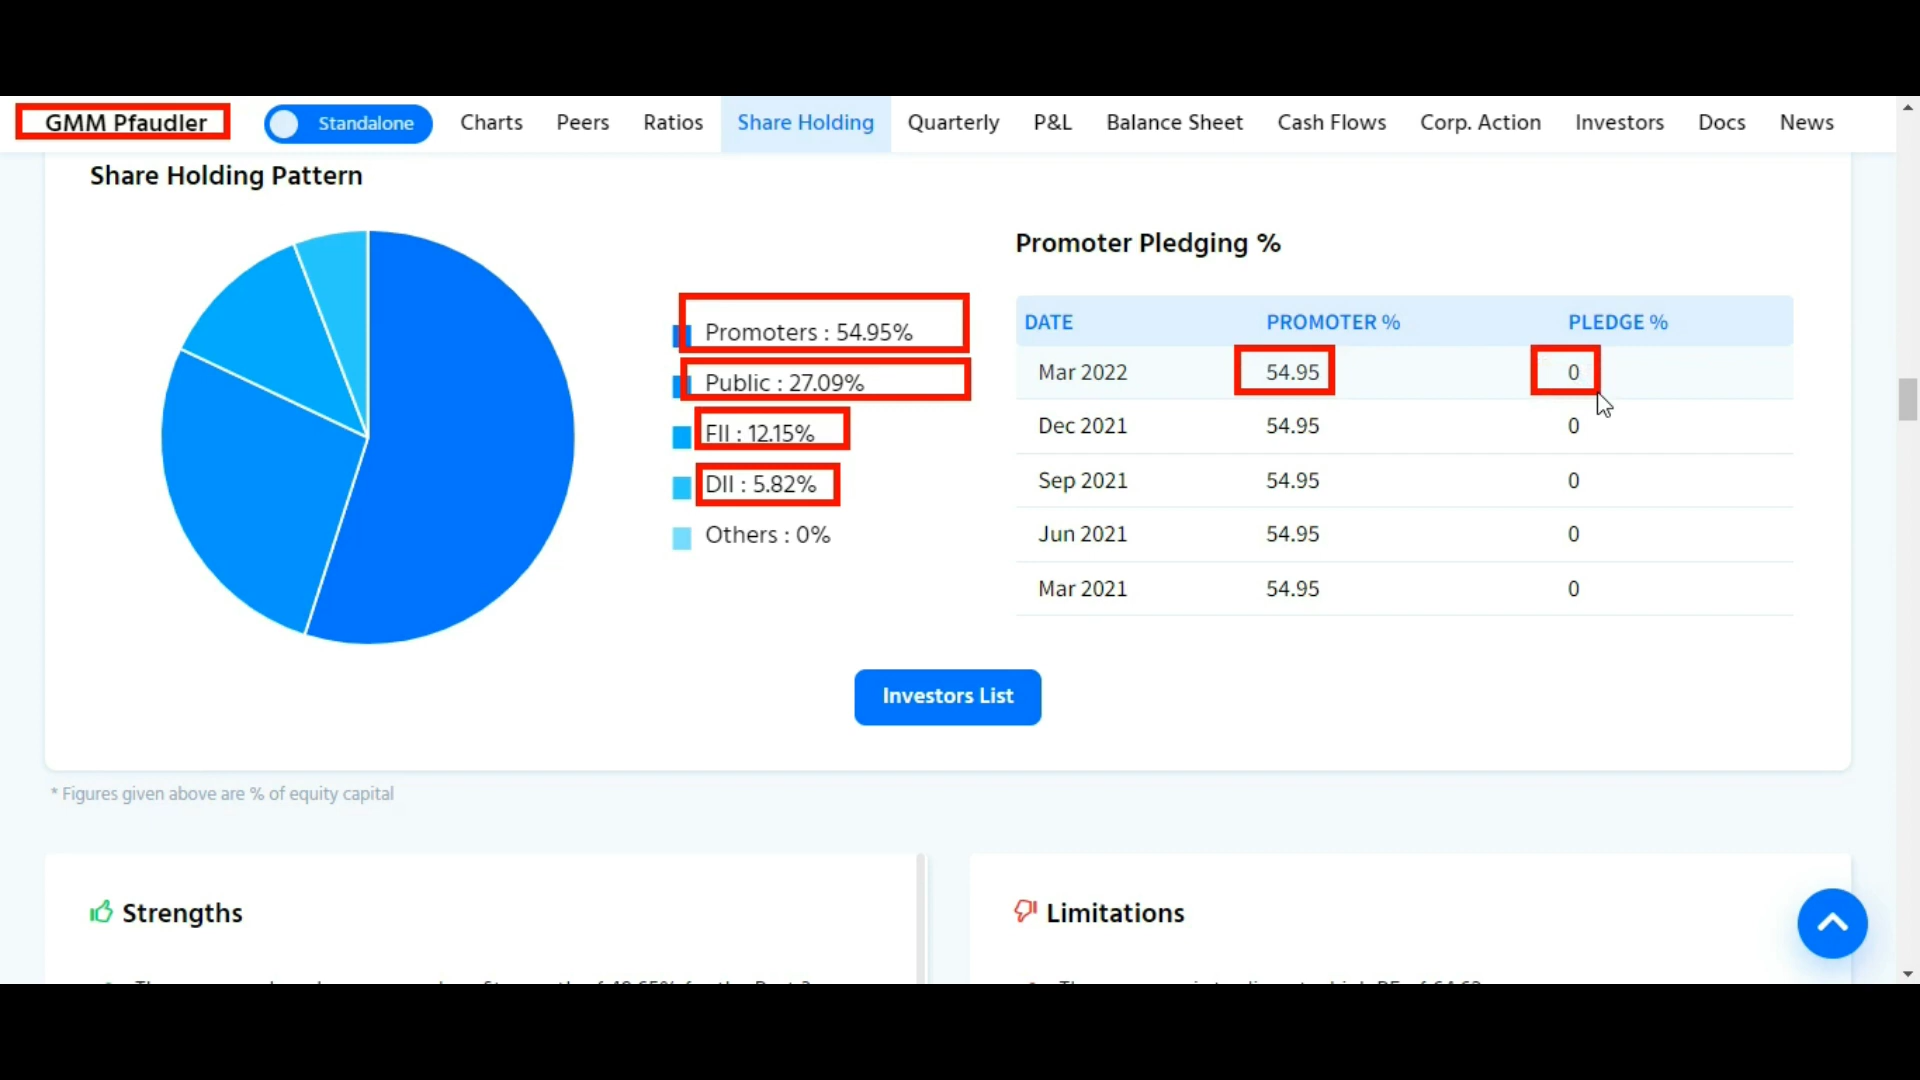 GMM Pfaudler Standalone Charts Peers Ratios Share Holding Quarterly P&L Balance Sheet Cash Flows Corp. Action Investors Docs News
Share Holding Pattern
Promoters : 54.95%
Public : 27.09%
FII : 12.15%
DII : 5.82%
Others : 0%
Promoter Pledging %
DATE PROMOTER % PLEDGE %
Mar 2022 54.95 0
Dec 2021 54.95 0
Sep 2021 54.95 0
Jun 2021 54.95 0
Mar 2021 54.95 0
Investors List
* Figures given above are % of equity capital
Strengths
Limitations